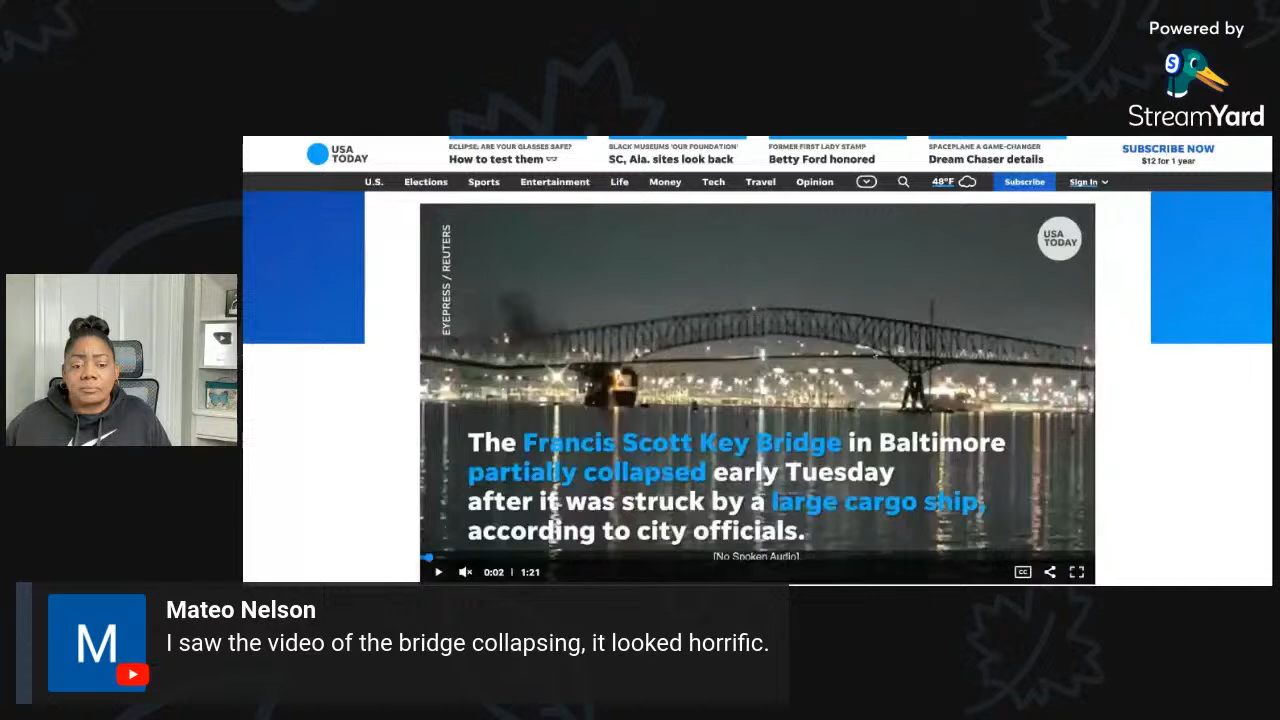 Powered by
S
StreamYard
USA
TODAY
ECLIPSE: ARE YOUR GLASSES SAFE?
How to test them
BLACK MUSEUMS 'OUR FOUNDATION'
SC, Ala. sites look back
FORMER FIRST LADY STAMP
Betty Ford honored
SPACEPLANE A GAME-CHANGER
Dream Chaser details
SUBSCRIBE NOW
$12 for 1 year
U.S. Elections Sports Entertainment Life Money Tech Travel Opinion 48°F Subscribe Sign In
EYEPRESS / REUTERS
USA
TODAY
The Francis Scott Key Bridge in Baltimore
partially collapsed early Tuesday
after it was struck by a large cargo ship,
according to city officials.
[No Spoken Audio]
0:02 | 1:21
CC
M
Mateo Nelson
I saw the video of the bridge collapsing, it looked horrific.